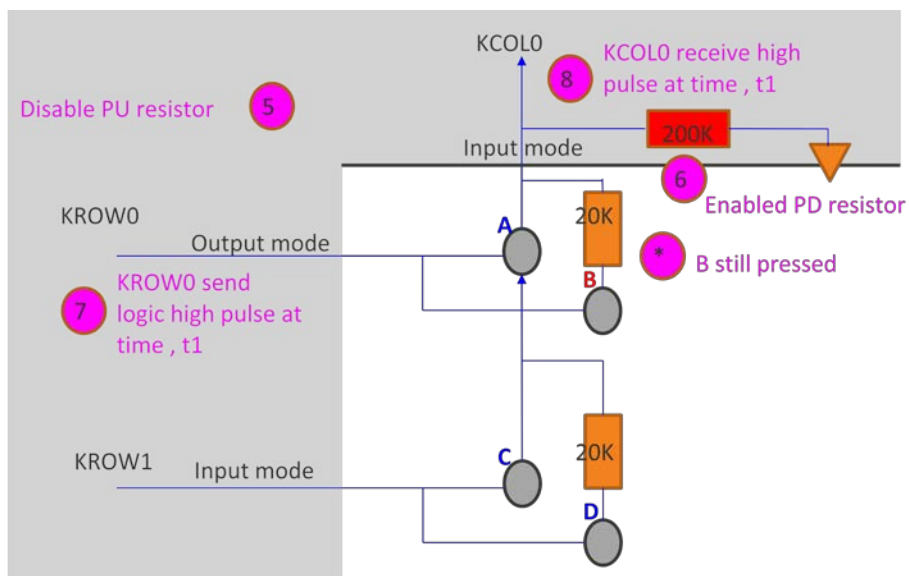 KCOL0
8
KCOL0 receive high
pulse at time , t1
5
Disable PU resistor
200K
Input mode
6
Enabled PD resistor
KROW0
20K
A
Output mode
*
B still pressed
B
7
KROW0 send
logic high pulse at
time , t1
KROW1
C
20K
Input mode
D